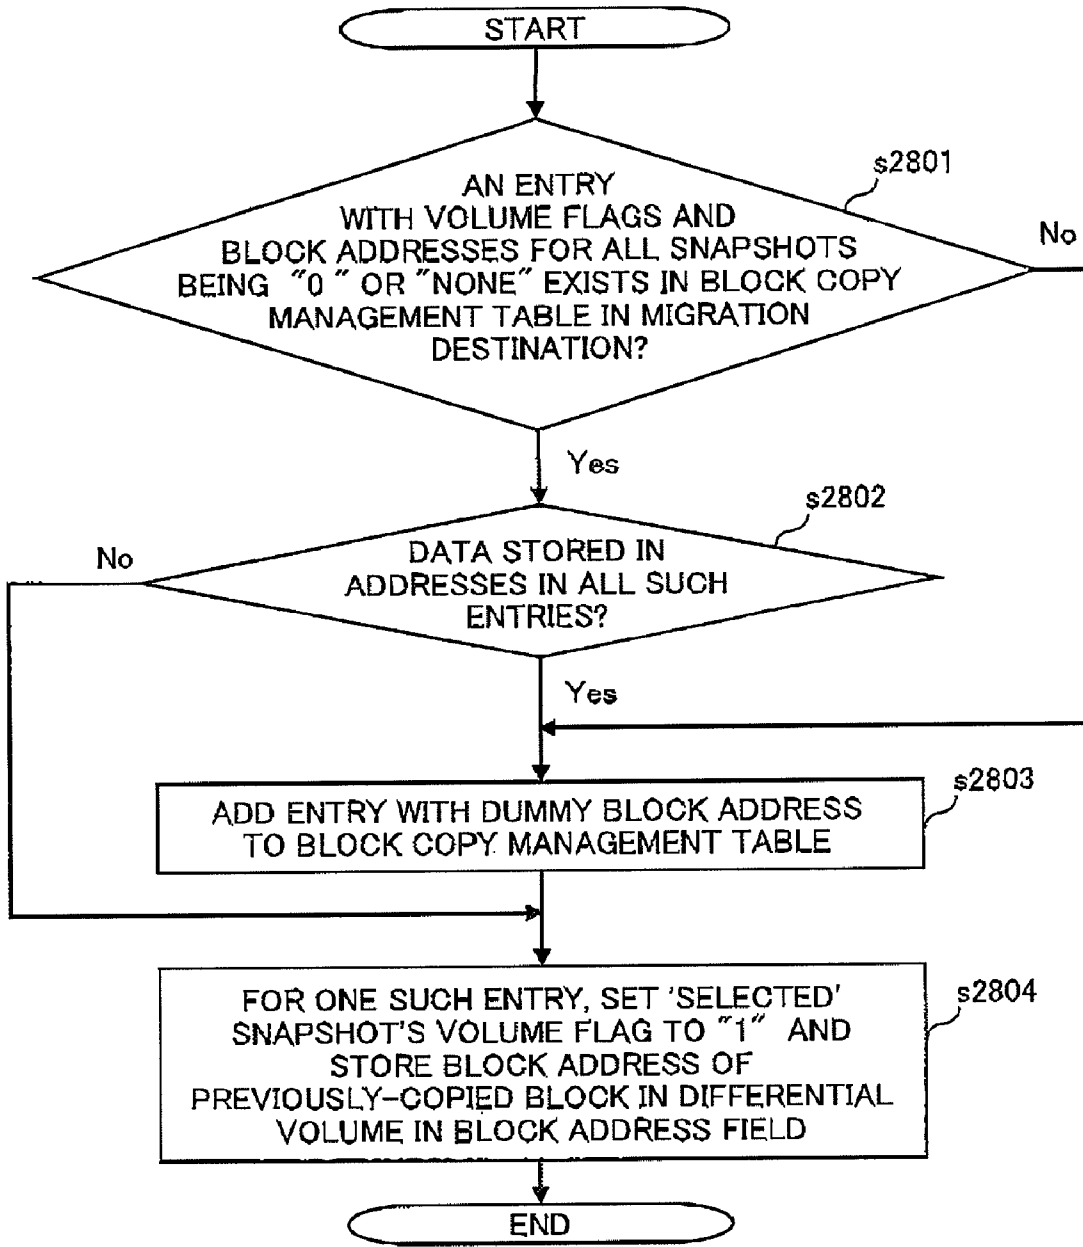 START
s2801
AN ENTRY
WITH VOLUME FLAGS AND
BLOCK ADDRESSES FOR ALL SNAPSHOTS
BEING "0 " OR "NONE" EXISTS IN BLOCK COPY
MANAGEMENT TABLE IN MIGRATION
DESTINATION?
No
Yes
s2802
DATA STORED IN
ADDRESSES IN ALL SUCH
ENTRIES?
No
Yes
s2803
ADD ENTRY WITH DUMMY BLOCK ADDRESS
TO BLOCK COPY MANAGEMENT TABLE
s2804
FOR ONE SUCH ENTRY, SET 'SELECTED'
SNAPSHOT'S VOLUME FLAG TO "1" AND
STORE BLOCK ADDRESS OF
PREVIOUSLY-COPIED BLOCK IN DIFFERENTIAL
VOLUME IN BLOCK ADDRESS FIELD
END